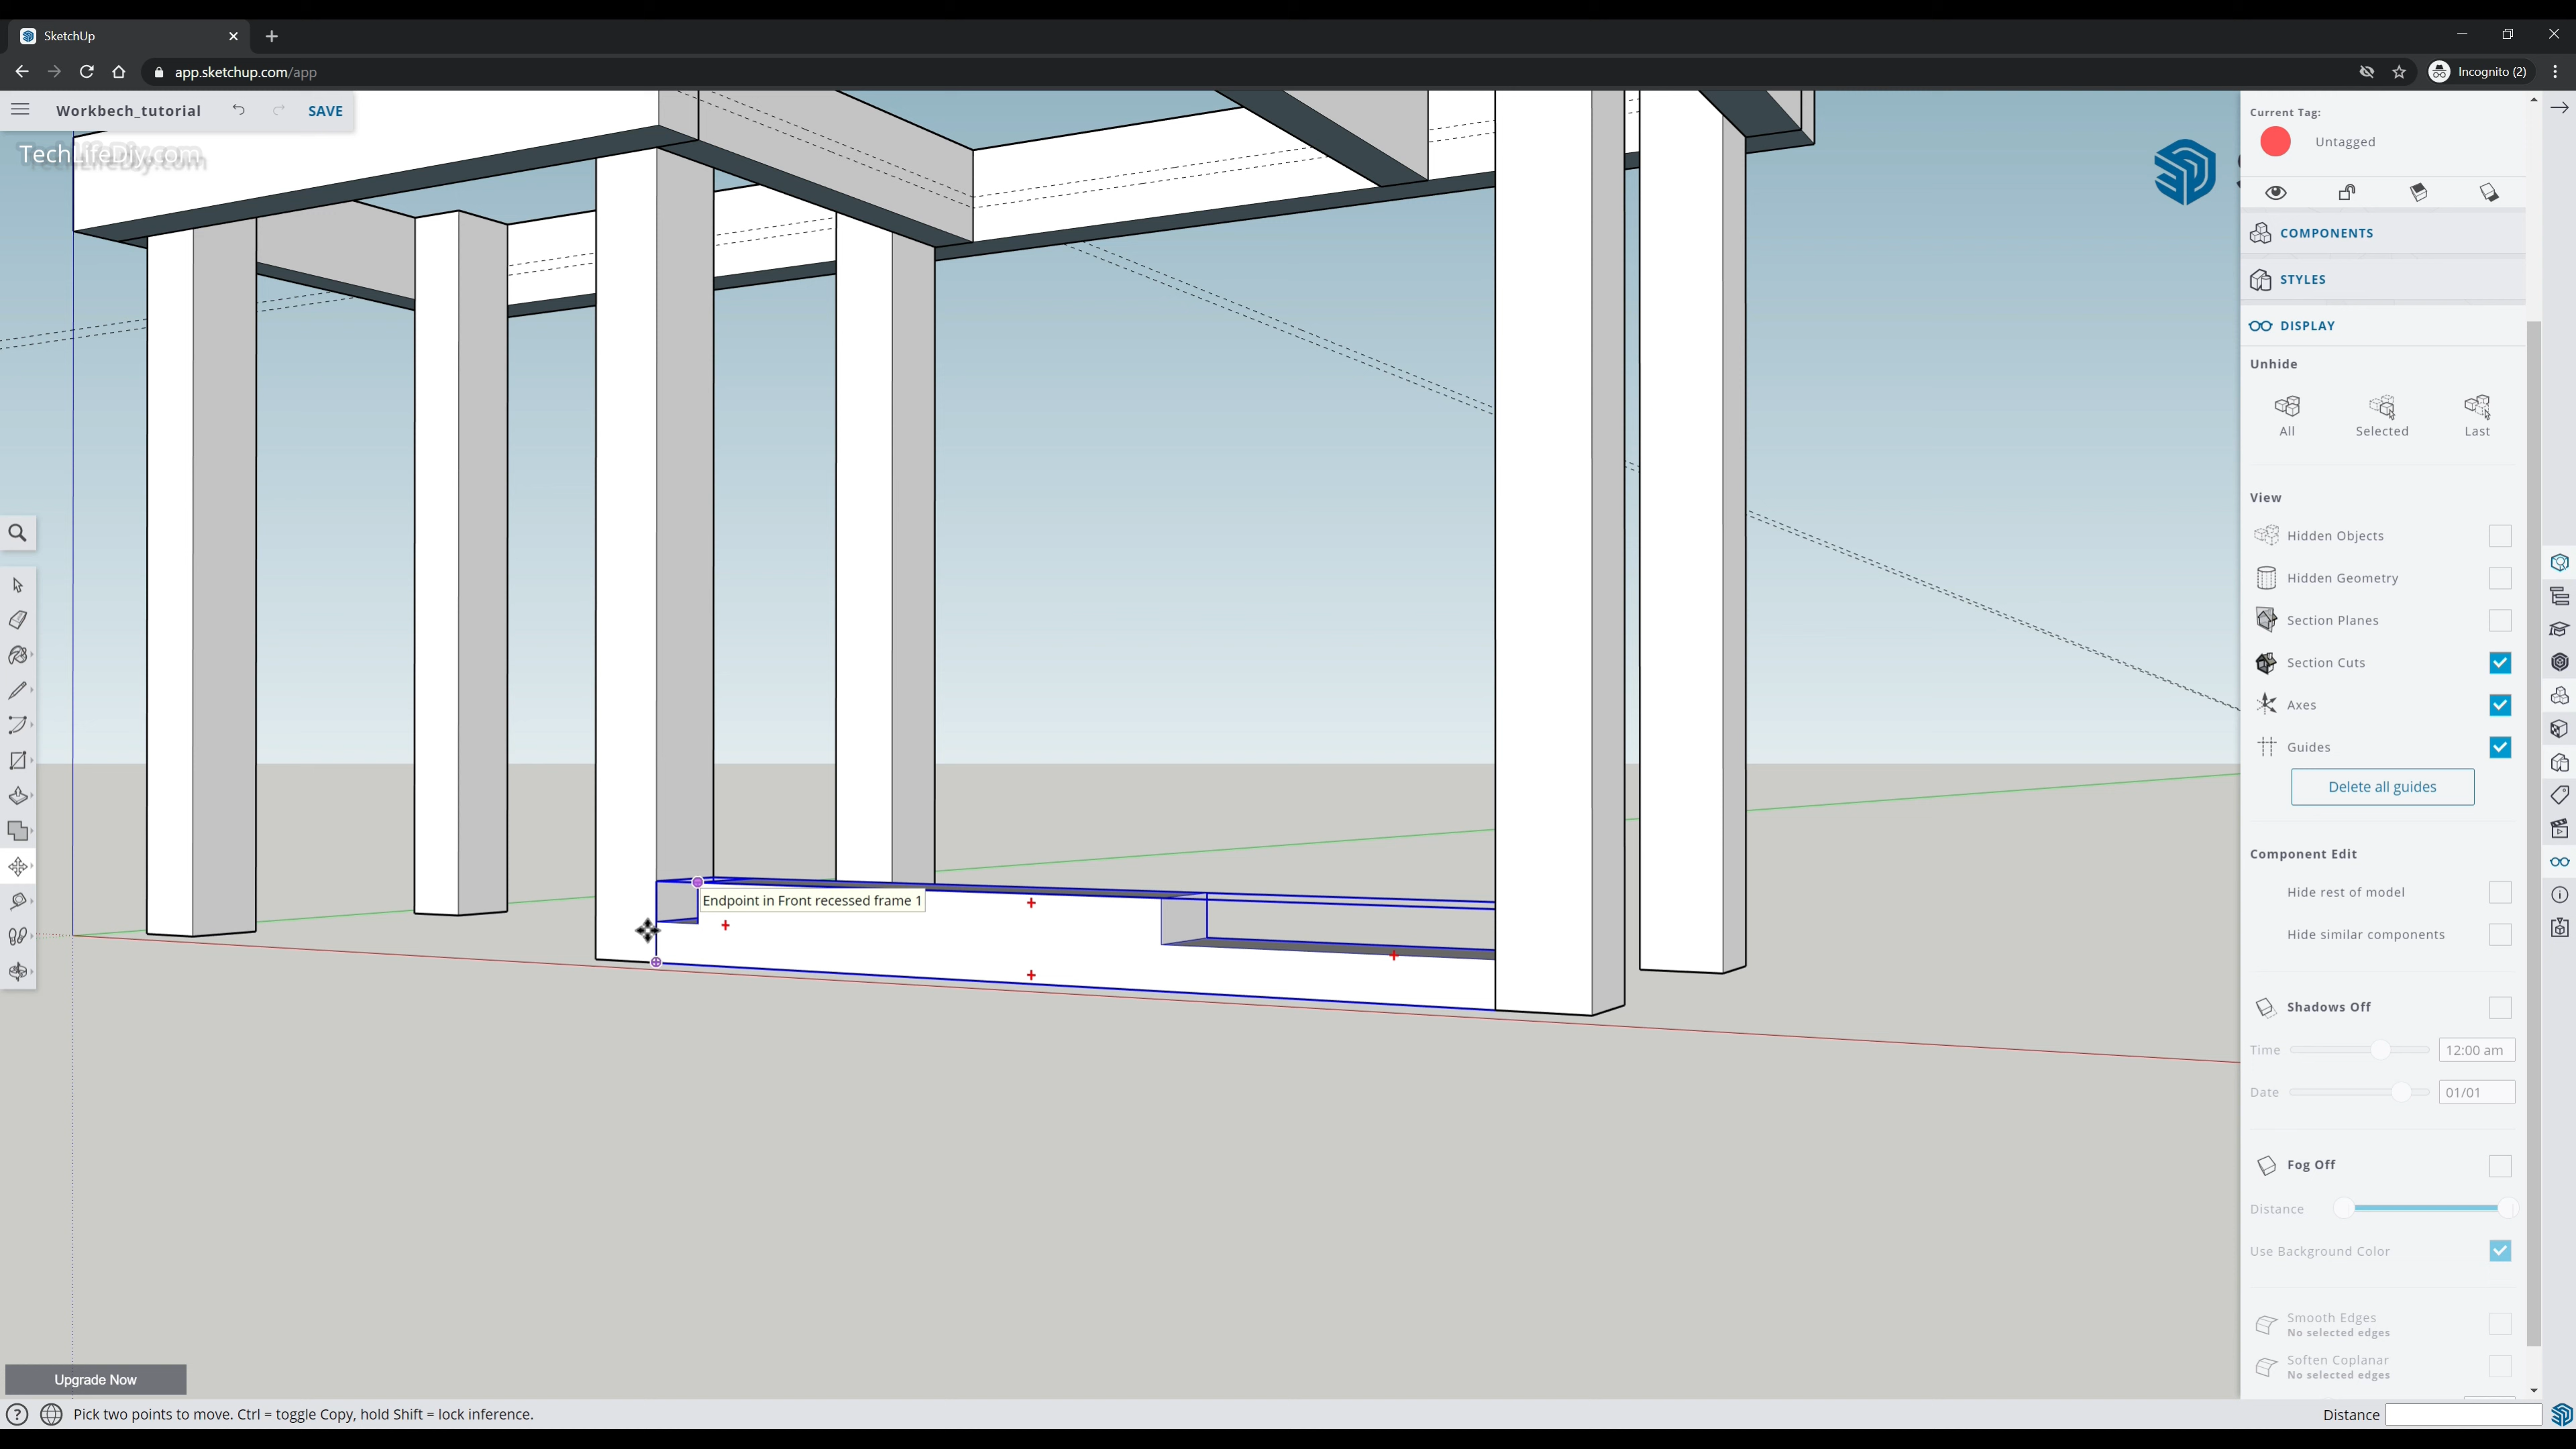 SketchUp
app.sketchup.com/app
Incognito (2)
Workbech_tutorial
SAVE
TechLifeDiy.com
Current Tag:
Untagged
COMPONENTS
STYLES
DISPLAY
Unhide
All
Selected
Last
View
Hidden Objects
Hidden Geometry
Section Planes
Section Cuts
Axes
Guides
Delete all guides
Component Edit
Hide rest of model
Hide similar components
Shadows Off
Time
12:00 am
Date
01/01
Fog Off
Distance
Use Background Color
Smooth Edges
No selected edges
Soften Coplanar
No selected edges
Endpoint in Front recessed frame 1
Upgrade Now
Pick two points to move. Ctrl = toggle Copy, hold Shift = lock inference.
Distance